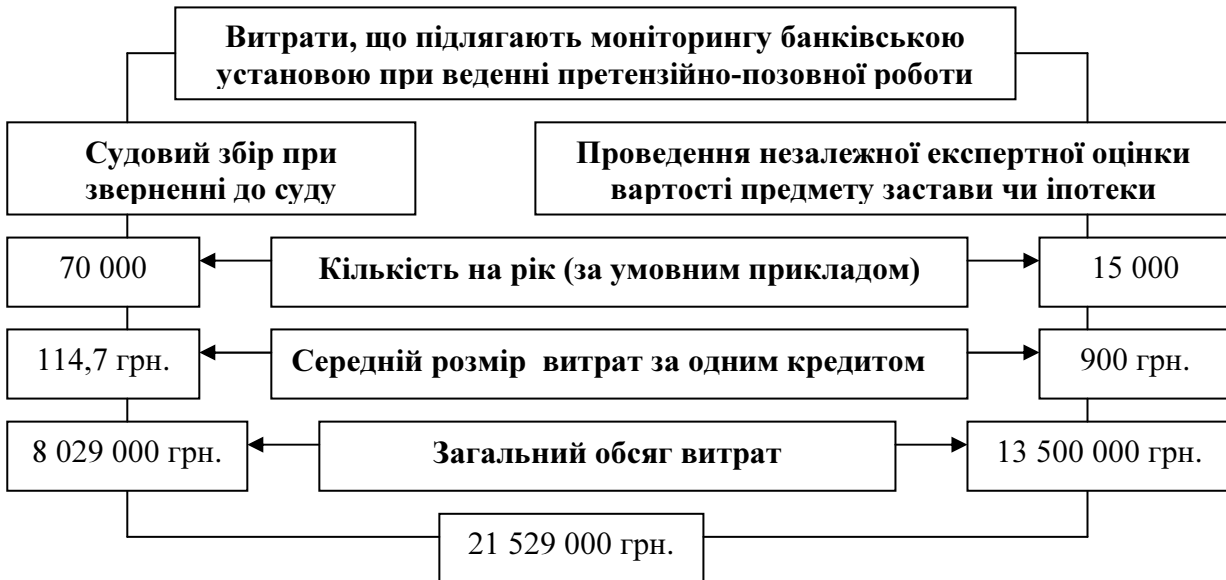 Витрати, що підлягають моніторингу банківською
установою при веденні претензійно-позовної роботи
Судовий збір при
зверненні до суду
Проведення незалежної експертної оцінки
вартості предмету застави чи іпотеки
70 000
Кількість на рік (за умовним прикладом)
15 000
114,7 грн.
Середній розмір витрат за одним кредитом
900 грн.
8 029 000 грн.
Загальний обсяг витрат
13 500 000 грн.
21 529 000 грн.